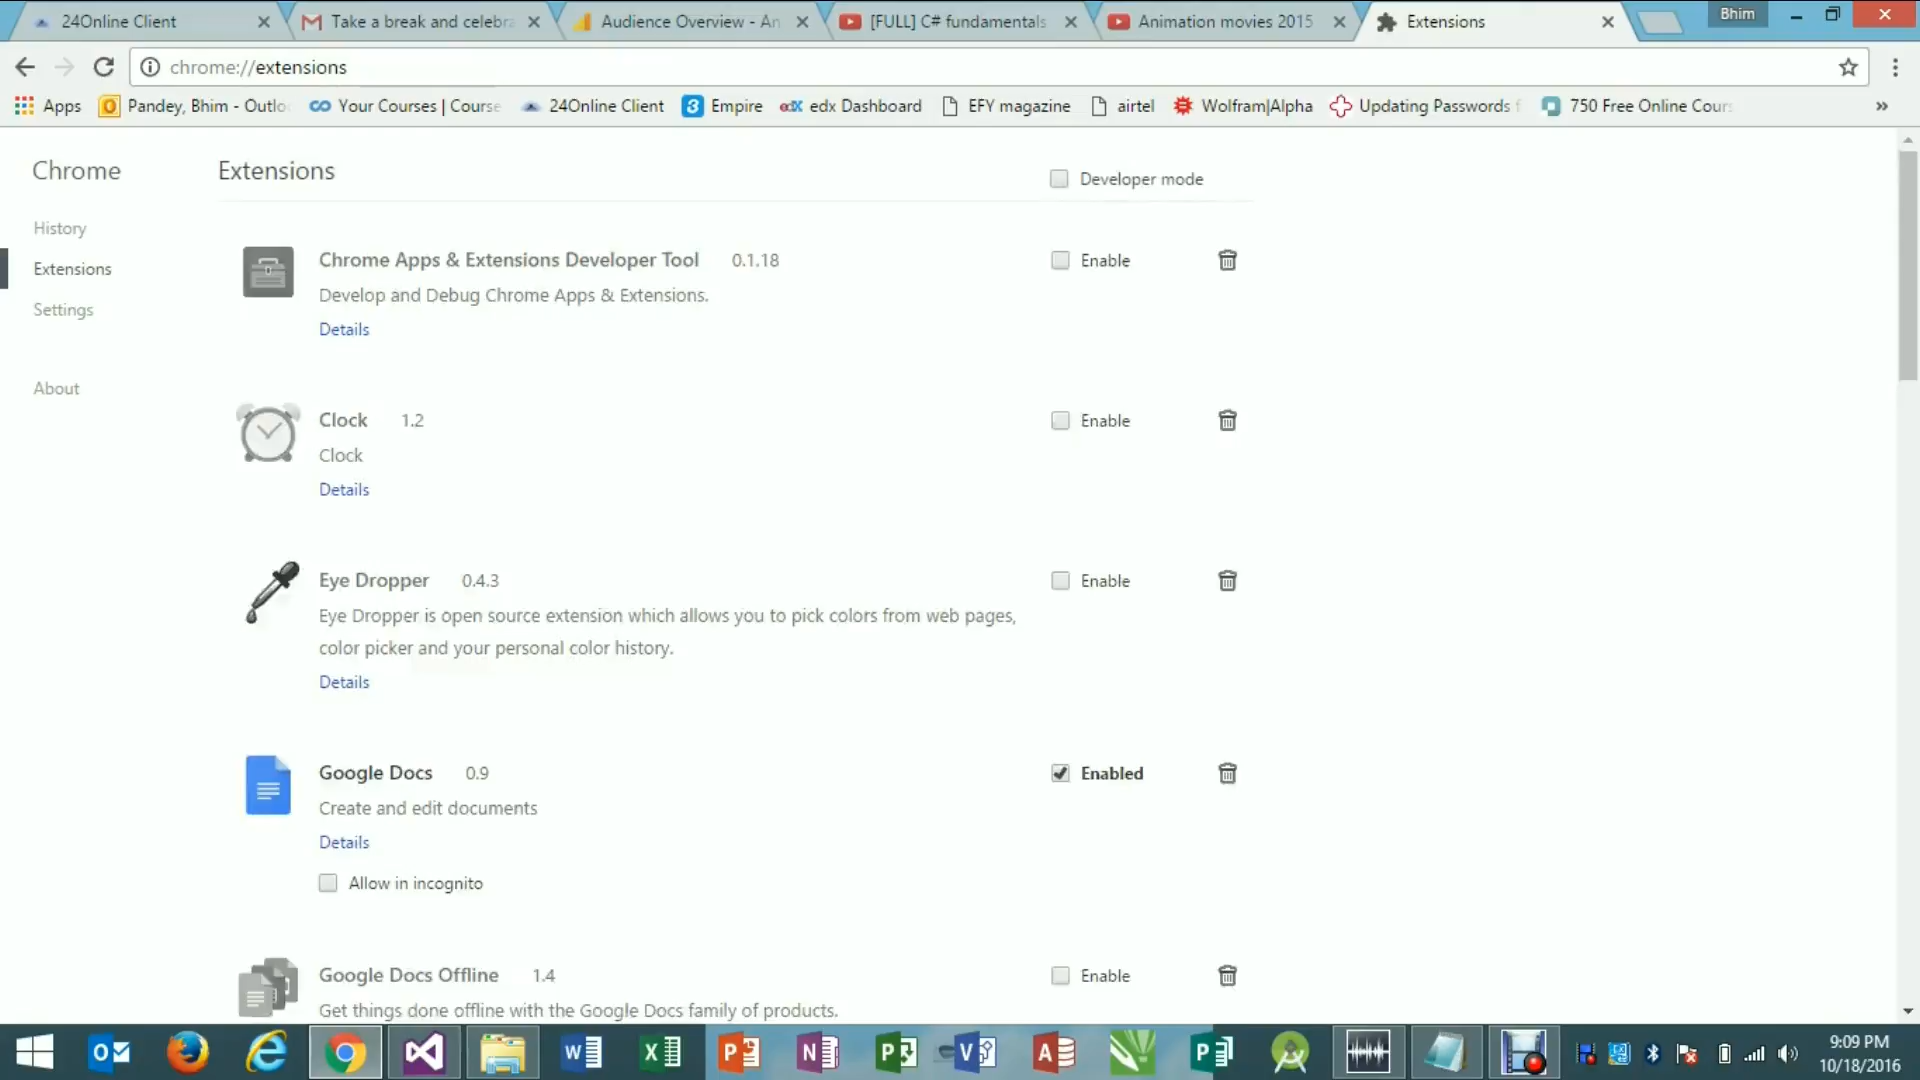 24Online Client
Take a break and celebra
Audience Overview - An
[FULL] C# fundamentals
Animation movies 2015
Extensions
Bhim
chrome://extensions
Apps
Pandey, Bhim - Outlo
Your Courses | Course
24Online Client
Empire
edx Dashboard
EFY magazine
airtel
Wolfram|Alpha
Updating Passwords f
750 Free Online Cours
»
Chrome
Extensions
Developer mode
History
Extensions
Settings
About
Chrome Apps & Extensions Developer Tool 0.1.18
Enable
Develop and Debug Chrome Apps & Extensions.
Details
Clock 1.2
Enable
Clock
Details
Eye Dropper 0.4.3
Enable
Eye Dropper is open source extension which allows you to pick colors from web pages,
color picker and your personal color history.
Details
Google Docs 0.9
Enabled
Create and edit documents
Details
Allow in incognito
Google Docs Offline 1.4
Enable
Get things done offline with the Google Docs family of products.
9:09 PM
10/18/2016